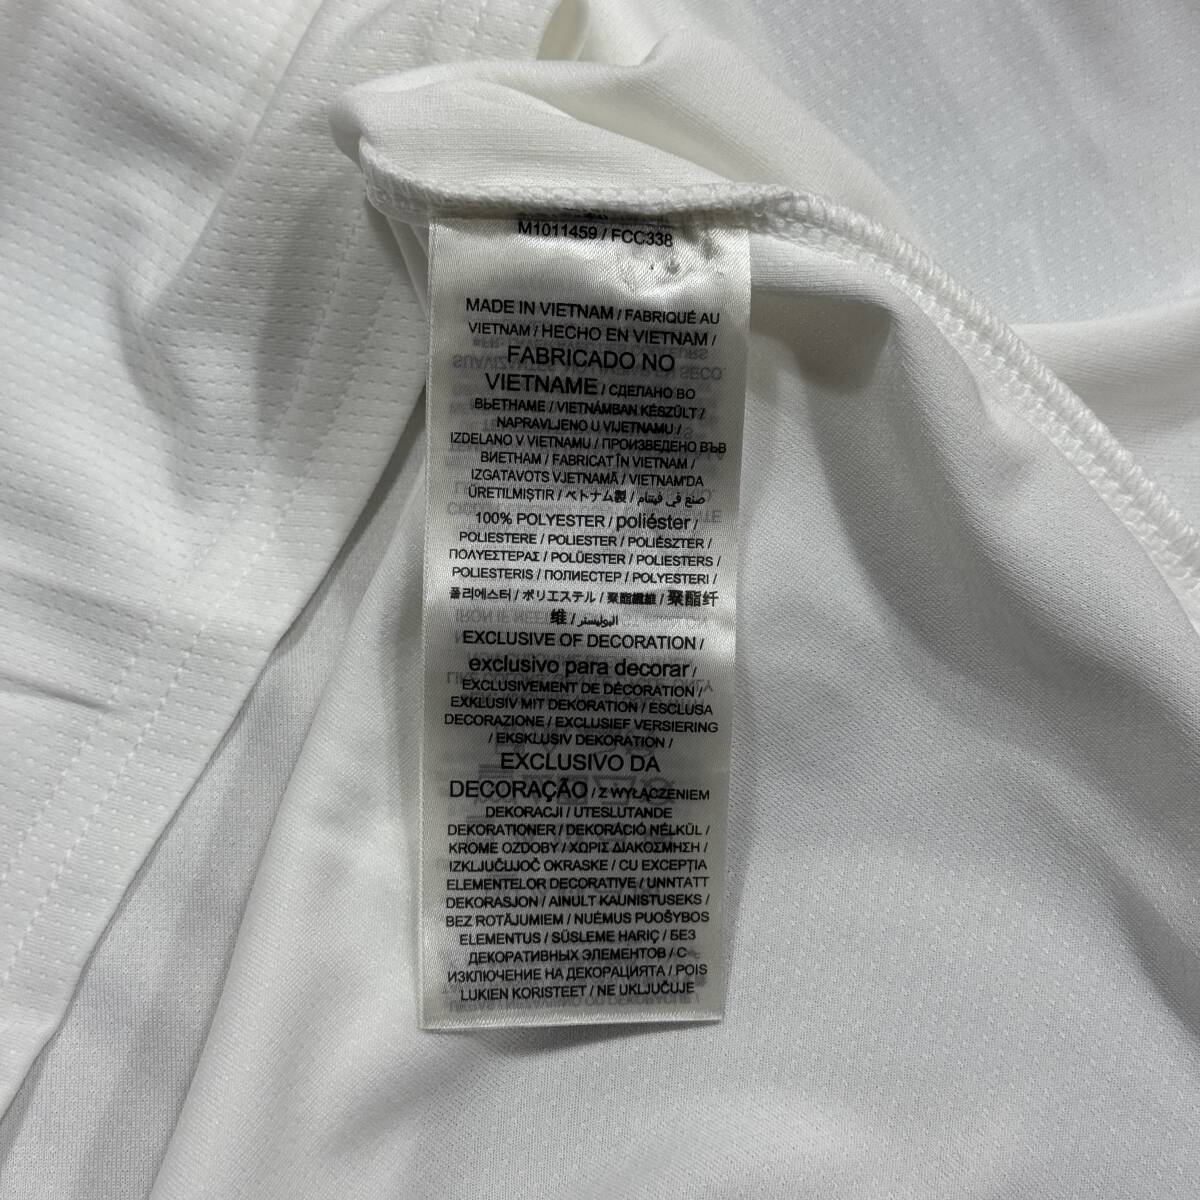 M1011459 / FCC338
MADE IN VIETNAM / FABRIQUÉ AU
VIETNAM / HECHO EN VIETNAM /
FABRICADO NO
VIETNAME / СДЕЛАНО ВО
ВЬЕТНАМЕ / VIETNÁMBAN KÉSZÜLT /
NAPRAVLJENO U VIJETNAMU /
IZDELANO V VIETNAMU / ПРОИЗВЕДЕНО ВЪВ
ВИЕТНАМ / FABRICAT ÎN VIETNAM /
IZGATAVOTS VJETNAMĀ / VIETNAM'DA
ÜRETILMIŞTIR / ベトナム製 / صنع في فيتنام
100% POLYESTER / poliéster /
POLIESTERE / POLIESTER / POLIÉSZTER /
ΠΟΛΥΕΣΤΕΡΑΣ / POLÜESTER / POLIESTERS /
POLIESTERIS / ПОЛИЕСТЕР / POLYESTERI /
폴리에스터 / ポリエステル / 聚酯纖維 / 聚酯纤
维 / البوليستر
EXCLUSIVE OF DECORATION /
exclusivo para decorar /
EXCLUSIVEMENT DE DÉCORATION /
EXKLUSIV MIT DEKORATION / ESCLUSA
DECORAZIONE / EXCLUSIEF VERSIERING
/ EKSKLUSIV DEKORATION /
EXCLUSIVO DA
DECORAÇÃO / Z WYŁĄCZENIEM
DEKORACJI / UTESLUTANDE
DEKORATIONER / DEKORÁCIÓ NÉLKÜL /
KROME OZDOBY / ΧΩΡΙΣ ΔΙΑΚΟΣΜΗΣΗ /
IZKLJUČUJOČ OKRASKE / CU EXCEPŢIA
ELEMENTELOR DECORATIVE / UNNTATT
DEKORASJON / AINULT KAUNISTUSEKS /
BEZ ROTĀJUMIEM / NUĖMUS PUOŠYBOS
ELEMENTUS / SÜSLEME HARIÇ / БЕЗ
ДЕКОРАТИВНЫХ ЭЛЕМЕНТОВ / С
ИЗКЛЮЧЕНИЕ НА ДЕКОРАЦИЯТА / POIS
LUKIEN KORISTEET / NE UKLJUČUJE